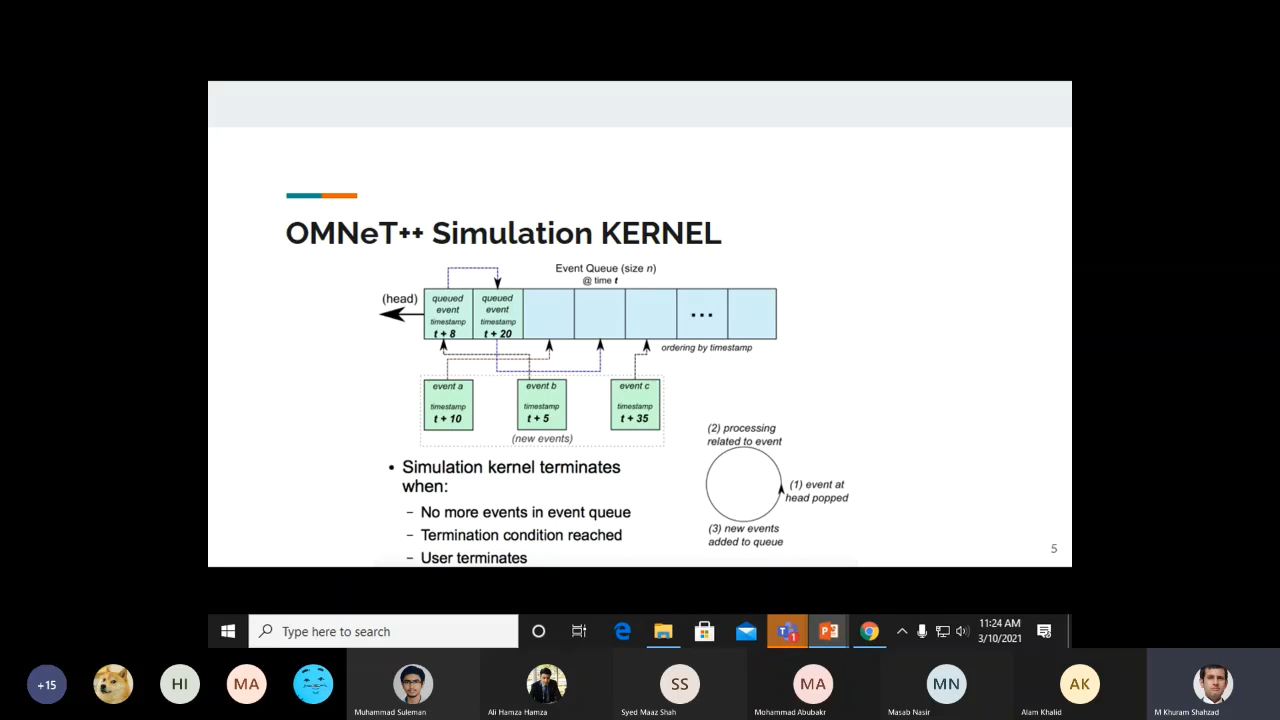 OMNeT++ Simulation KERNEL
Event Queue (size n)
@ time t
(head)
queued
event
timestamp
t + 8
queued
event
timestamp
t + 20
...
ordering by timestamp
event a
timestamp
t + 10
event b
timestamp
t + 5
event c
timestamp
t + 35
(new events)
(2) processing
related to event
(1) event at
head popped
(3) new events
added to queue
• Simulation kernel terminates
when:
– No more events in event queue
– Termination condition reached
– User terminates
5
Type here to search
11:24 AM
3/10/2021
+15
HI
MA
Muhammad Suleman
Ali Hamza Hamza
SS
Syed Maaz Shah
MA
Mohammad Abubakr
MN
Masab Nasir
AK
Alam Khalid
M Khuram Shahzad